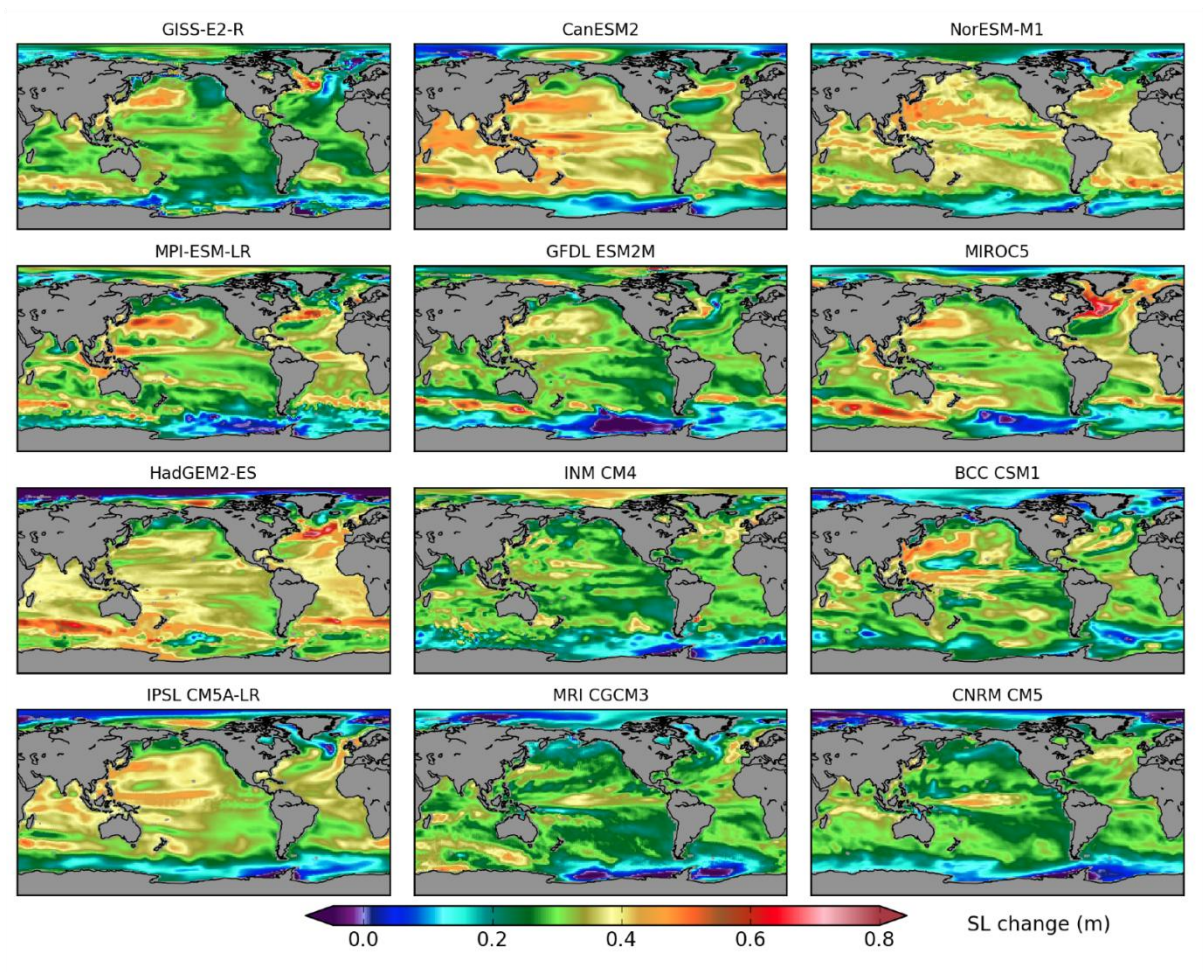 GISS-E2-R CanESM2 NorESM-M1
MPI-ESM-LR GFDL ESM2M MIROC5
HadGEM2-ES INM CM4 BCC CSM1
IPSL CM5A-LR MRI CGCM3 CNRM CM5
0.0 0.2 0.4 0.6 0.8 SL change (m)